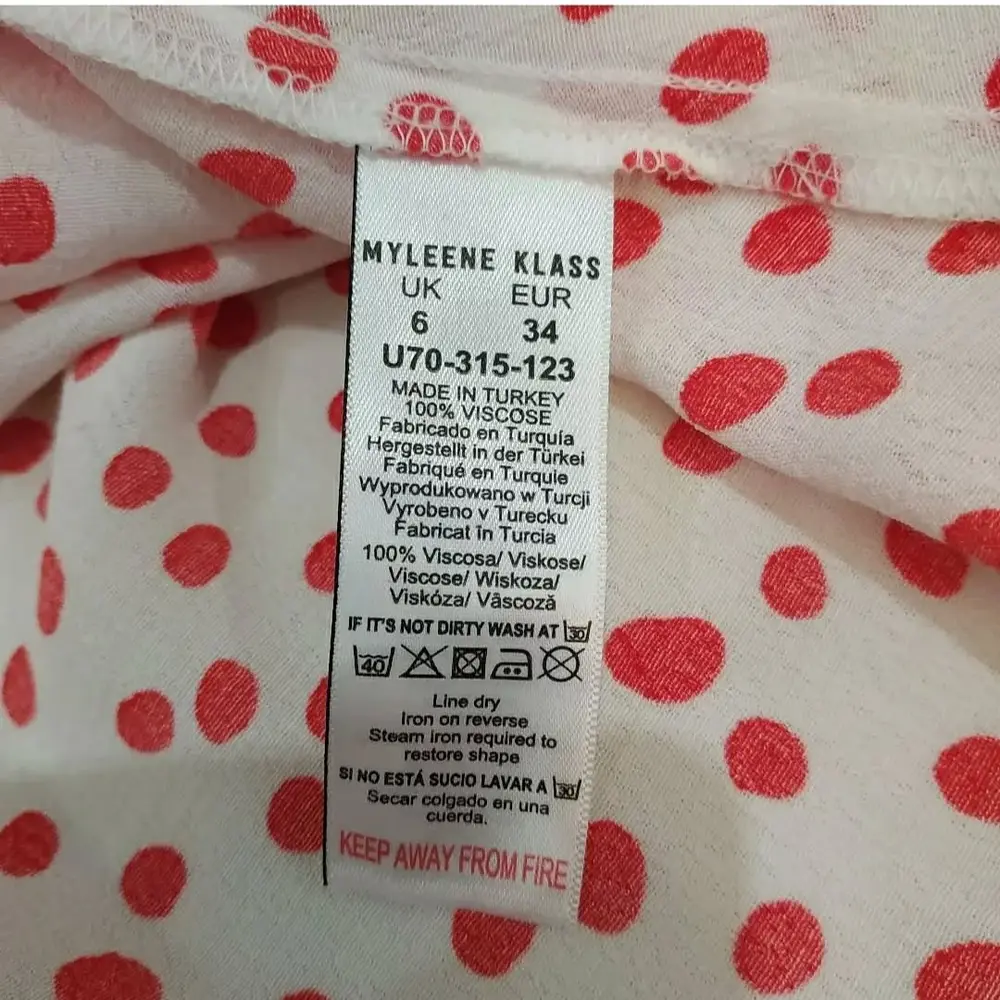 MYLEENE KLASS
UK EUR
6 34
U70-315-123
MADE IN TURKEY
100% VISCOSE
Fabricado en Turquía
Hergestellt in der Türkei
Fabriqué en Turquie
Wyprodukowano w Turcji
Vyrobeno v Turecku
Fabricat în Turcia
100% Viscosa/ Viskose/
Viscose/ Wiskoza/
Viskóza/ Vâscoză
IF IT'S NOT DIRTY WASH AT 30
40
Line dry
Iron on reverse
Steam iron required to
restore shape
SI NO ESTÁ SUCIO LAVAR A 30
Secar colgado en una
cuerda.
KEEP AWAY FROM FIRE